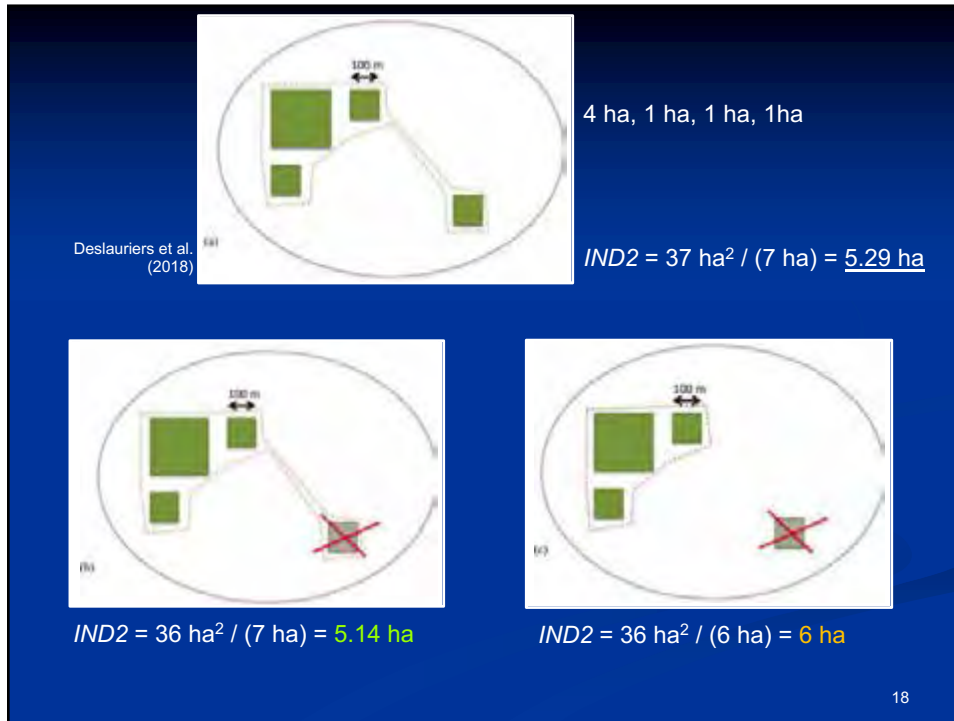 100 m
4 ha, 1 ha, 1 ha, 1ha
Deslauriers et al.
(2018)
(a)
IND2 = 37 ha² / (7 ha) = 5.29 ha
100 m
(b)
IND2 = 36 ha² / (7 ha) = 5.14 ha
100 m
(c)
IND2 = 36 ha² / (6 ha) = 6 ha
18